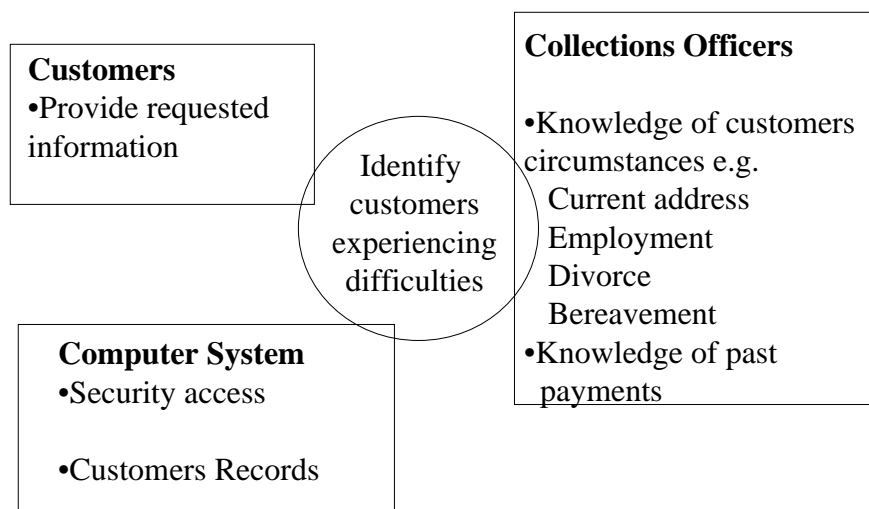 Customers
•Provide requested
information
Identify
customers
experiencing
difficulties
Collections Officers
•Knowledge of customers
circumstances e.g.
Current address
Employment
Divorce
Bereavement
•Knowledge of past
payments
Computer System
•Security access
•Customers Records